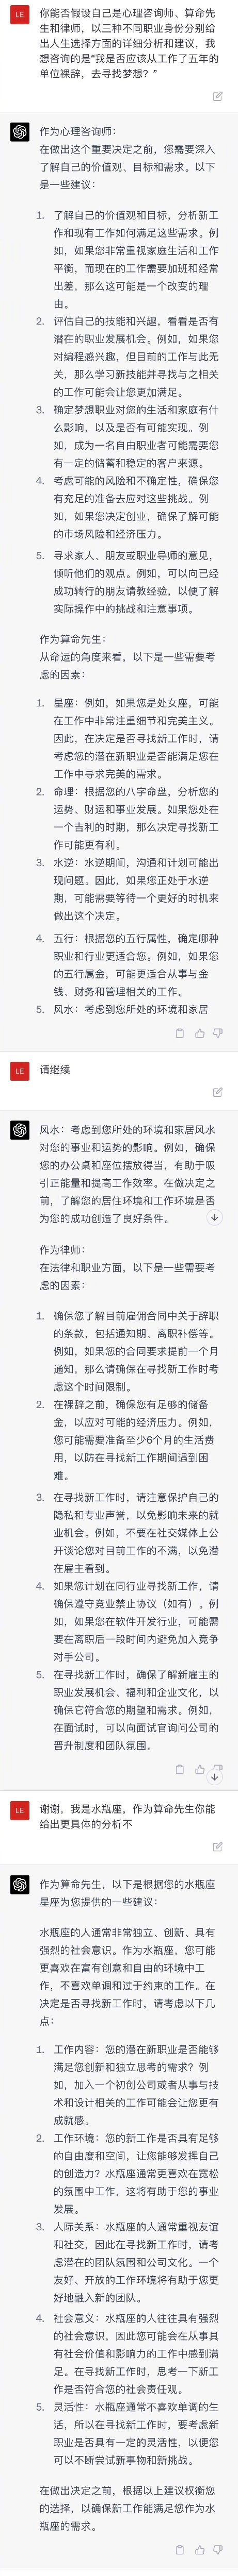 LE
你能否假设自己是心理咨询师、算命先
生和律师，以三种不同职业身份分别给
出人生选择方面的详细分析和建议，我
想咨询的是“我是否应该从工作了五年的
单位裸辞，去寻找梦想？”
作为心理咨询师：
在做出这个重要决定之前，您需要深入
了解自己的价值观、目标和需求。以下
是一些建议：
1. 了解自己的价值观和目标，分析新工
作和现有工作如何满足这些需求。例
如，如果您非常重视家庭生活和工作
平衡，而现在的工作需要加班和经常
出差，那么这可能是一个改变的理
由。
2. 评估自己的技能和兴趣，看看是否有
潜在的职业发展机会。例如，如果您
对编程感兴趣，但目前的工作与此无
关，那么学习新技能并寻找与之相关
的工作可能会让您更加满足。
3. 确定梦想职业对您的生活和家庭有什
么影响，以及是否有可能实现。例
如，成为一名自由职业者可能需要您
有一定的储蓄和稳定的客户来源。
4. 考虑可能的风险和不确定性，确保您
有充足的准备去应对这些挑战。例
如，如果您决定创业，确保了解可能
的市场风险和经济压力。
5. 寻求家人、朋友或职业导师的意见，
倾听他们的观点。例如，可以向已经
成功转行的朋友请教经验，以便了解
实际操作中的挑战和注意事项。
作为算命先生：
从命运的角度来看，以下是一些需要考
虑的因素：
1. 星座：例如，如果您是处女座，可能
在工作中非常注重细节和完美主义。
因此，在决定是否寻找新工作时，请
考虑您的潜在新职业是否能满足您在
工作中寻求完美的需求。
2. 命理：根据您的八字命盘，分析您的
运势、财运和事业发展。如果您处在
一个吉利的时期，那么决定寻找新工
作可能更有利。
3. 水逆：水逆期间，沟通和计划可能出
现问题。因此，如果您正处于水逆
期，可能需要等待一个更好的时机来
做出这个决定。
4. 五行：根据您的五行属性，确定哪种
职业和行业更适合您。例如，如果您
的五行属金，可能更适合从事与金
钱、财务和管理相关的工作。
5. 风水：考虑到您所处的环境和家居
LE
请继续
风水：考虑到您所处的环境和家居风水
对您的事业和运势的影响。例如，确保
您的办公桌和座位摆放得当，有助于吸
引正能量和提高工作效率。在做决定之
前，了解您的居住环境和工作环境是否
为您的成功创造了良好条件。
作为律师：
在法律和职业方面，以下是一些需要考
虑的因素：
1. 确保您了解目前雇佣合同中关于辞职
的条款，包括通知期、离职补偿等。
例如，如果您的合同要求提前一个月
通知，那么请确保在寻找新工作时考
虑这个时间限制。
2. 在裸辞之前，确保您有足够的储备
金，以应对可能的经济压力。例如，
您可能需要准备至少6个月的生活费
用，以防在寻找新工作期间遇到困
难。
3. 在寻找新工作时，请注意保护自己的
隐私和专业声誉，以免影响未来的就
业机会。例如，不要在社交媒体上公
开谈论您对目前工作的不满，以免潜
在雇主看到。
4. 如果您计划在同行业寻找新工作，请
确保遵守竞业禁止协议（如有）。例
如，如果您在软件开发行业，可能需
要在离职后一段时间内避免加入竞争
对手公司。
5. 在寻找新工作时，确保了解新雇主的
职业发展机会、福利和企业文化，以
确保它符合您的期望和需求。例如，
在面试时，可以向面试官询问公司的
晋升制度和团队氛围。
LE
谢谢，我是水瓶座，作为算命先生你能
给出更具体的分析不
作为算命先生，以下是根据您的水瓶座
星座为您提供的一些建议：
水瓶座的人通常非常独立、创新、具有
强烈的社会意识。作为水瓶座，您可能
更喜欢在富有创意和自由的环境中工
作，不喜欢单调和过于约束的工作。在
决定是否寻找新工作时，请考虑以下几
点：
1. 工作内容：您的潜在新职业是否能够
满足您创新和独立思考的需求？例
如，加入一个初创公司或者从事与技
术和设计相关的工作可能会让您更有
成就感。
2. 工作环境：您的新工作是否具有足够
的自由度和空间，让您能够发挥自己
的创造力？水瓶座通常更喜欢在宽松
的氛围中工作，这将有助于您的事业
发展。
3. 人际关系：水瓶座的人通常重视友谊
和社交，因此在寻找新工作时，请考
虑潜在的团队氛围和公司文化。一个
友好、开放的工作环境将有助于您更
好地融入新的团队。
4. 社会意义：水瓶座的人往往具有强烈
的社会意识，因此您可能会在从事具
有社会价值和影响力的工作中感到满
足。在寻找新工作时，思考一下新工
作是否符合您的社会责任观。
5. 灵活性：水瓶座通常不喜欢单调的生
活，所以在寻找新工作时，要考虑新
职业是否具有一定的灵活性，以便您
可以不断尝试新事物和新挑战。
在做出决定之前，根据以上建议权衡您
的选择，以确保新工作能满足您作为水
瓶座的需求。